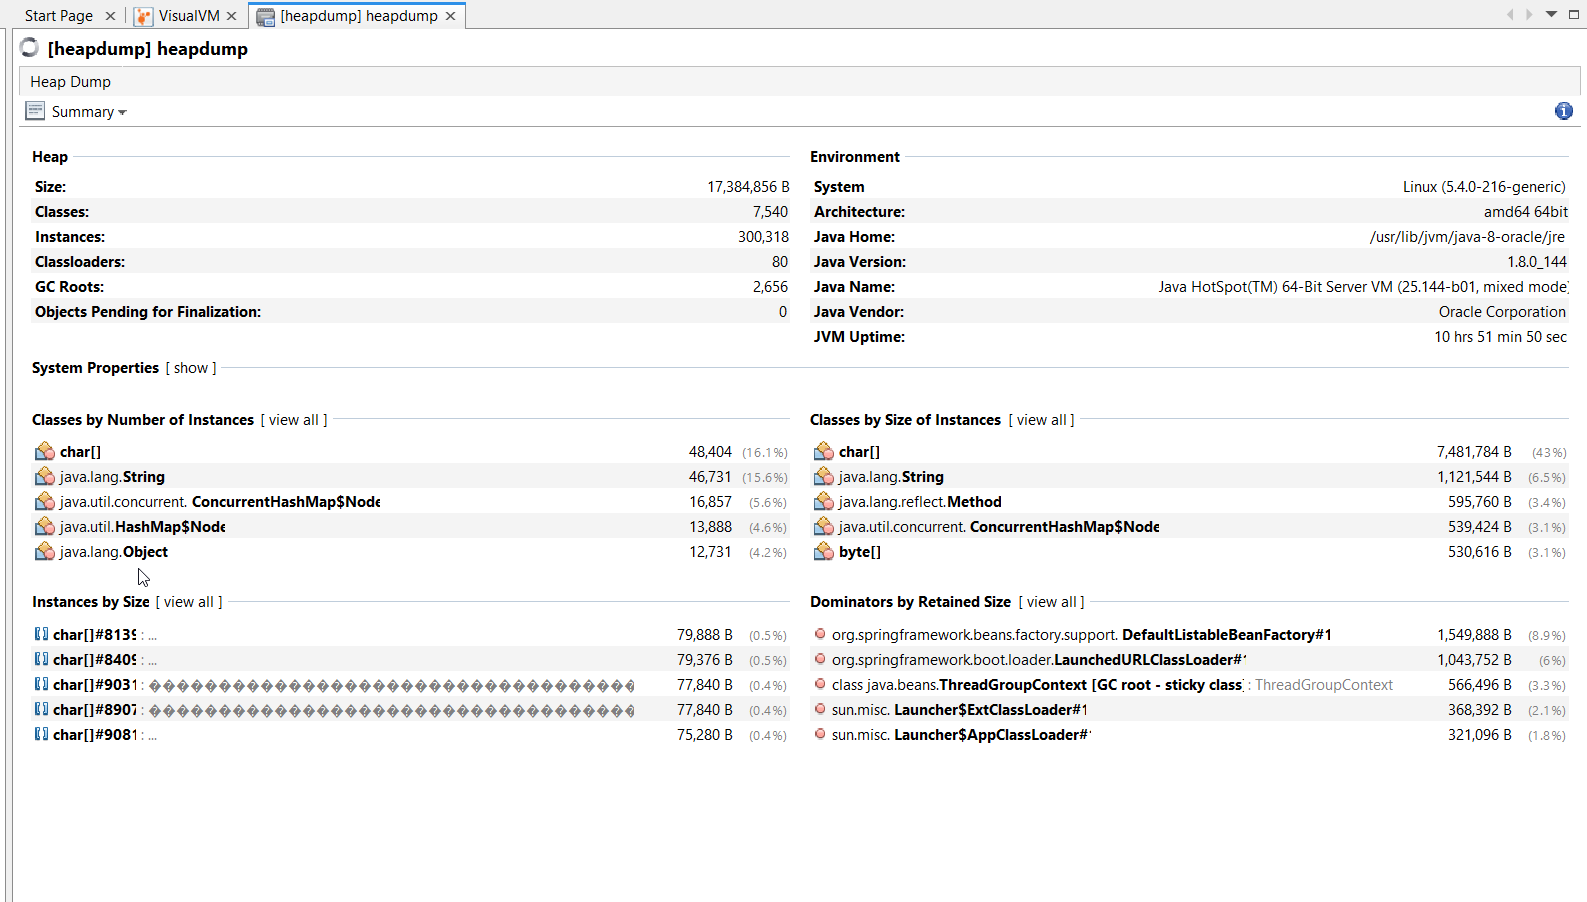 Start Page
VisualVM
[heapdump] heapdump
[heapdump] heapdump
Heap Dump
Summary
Heap
Size: 17,384,856 B
Classes: 7,540
Instances: 300,318
Classloaders: 80
GC Roots: 2,656
Objects Pending for Finalization: 0
Environment
System Linux (5.4.0-216-generic)
Architecture: amd64 64bit
Java Home: /usr/lib/jvm/java-8-oracle/jre
Java Version: 1.8.0_144
Java Name: Java HotSpot(TM) 64-Bit Server VM (25.144-b01, mixed mode)
Java Vendor: Oracle Corporation
JVM Uptime: 10 hrs 51 min 50 sec
System Properties [ show ]
Classes by Number of Instances [ view all ]
char[] 48,404 (16.1%)
java.lang.String 46,731 (15.6%)
java.util.concurrent. ConcurrentHashMap$Node 16,857 (5.6%)
java.util.HashMap$Node 13,888 (4.6%)
java.lang.Object 12,731 (4.2%)
Classes by Size of Instances [ view all ]
char[] 7,481,784 B (43%)
java.lang.String 1,121,544 B (6.5%)
java.lang.reflect.Method 595,760 B (3.4%)
java.util.concurrent. ConcurrentHashMap$Node 539,424 B (3.1%)
byte[] 530,616 B (3.1%)
Instances by Size [ view all ]
char[]#8139 : ... 79,888 B (0.5%)
char[]#8409 : ... 79,376 B (0.5%)
char[]#9031 : ����������������������������������� 77,840 B (0.4%)
char[]#8907 : ����������������������������������� 77,840 B (0.4%)
char[]#9081 : ... 75,280 B (0.4%)
Dominators by Retained Size [ view all ]
org.springframework.beans.factory.support. DefaultListableBeanFactory#1 1,549,888 B (8.9%)
org.springframework.boot.loader.LaunchedURLClassLoader#1 1,043,752 B (6%)
class java.beans.ThreadGroupContext [GC root - sticky class] : ThreadGroupContext 566,496 B (3.3%)
sun.misc. Launcher$ExtClassLoader#1 368,392 B (2.1%)
sun.misc. Launcher$AppClassLoader#1 321,096 B (1.8%)